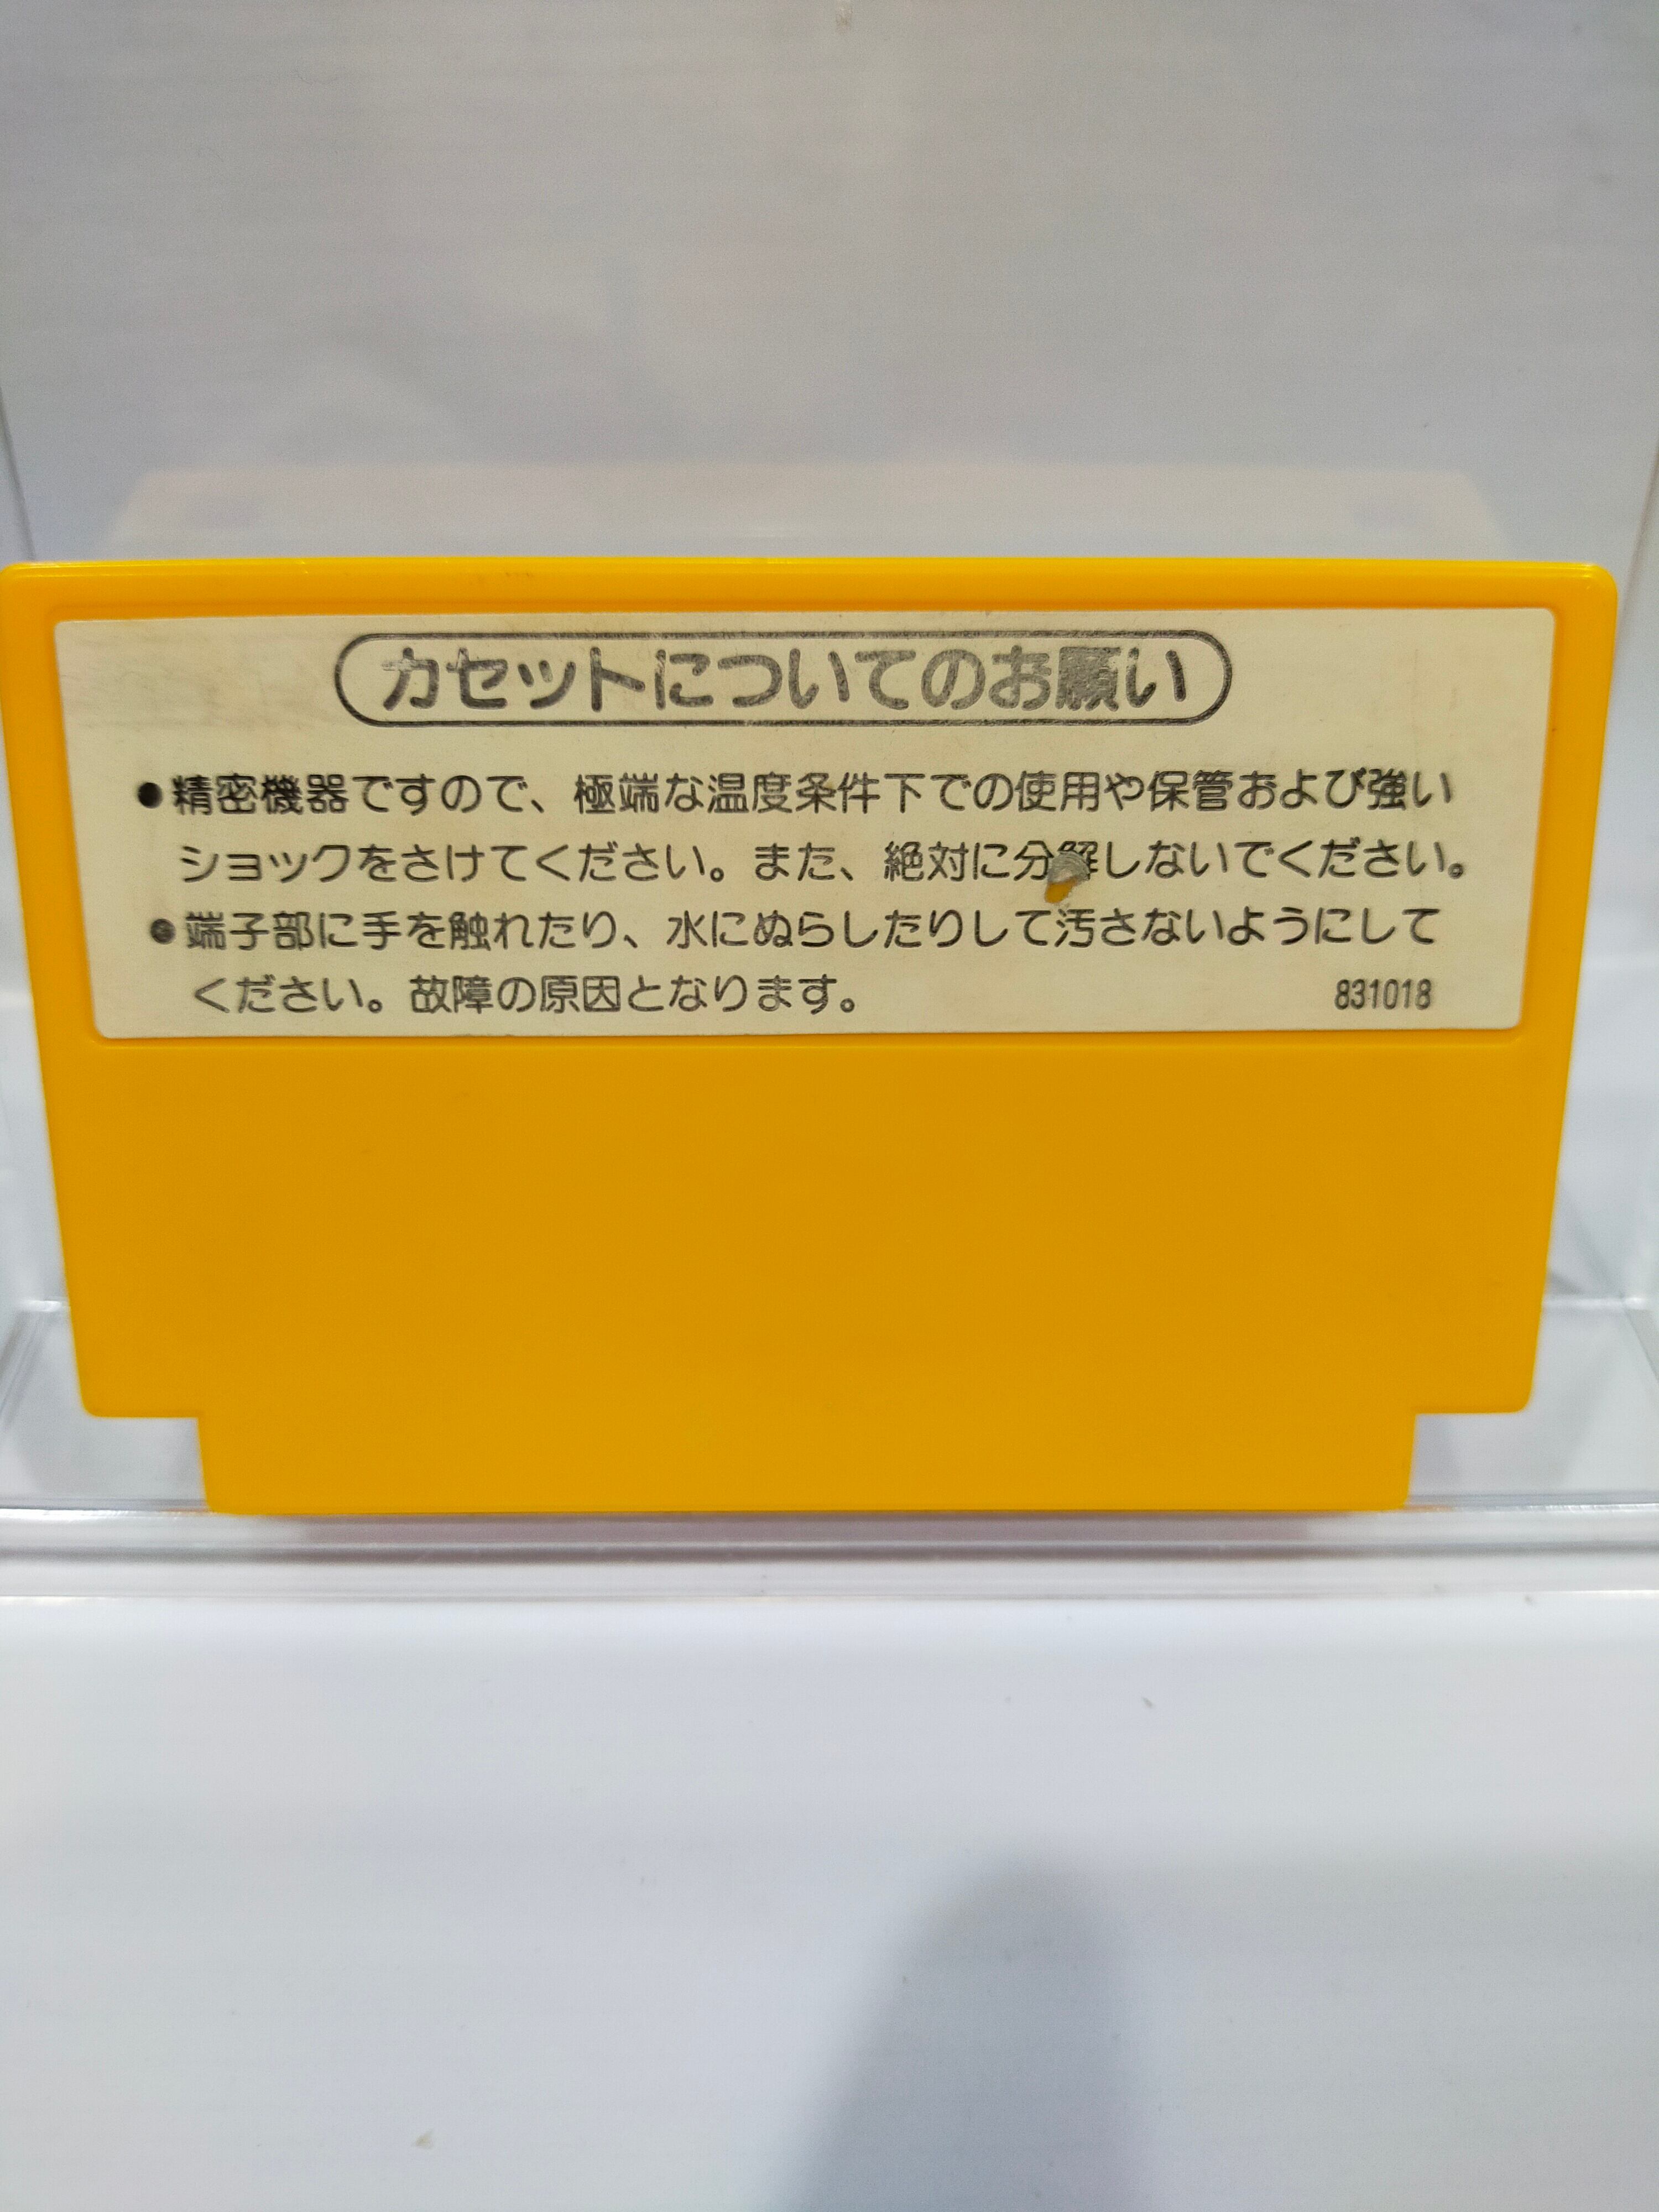 カセットについてのお願い
●精密機器ですので、極端な温度条件下での使用や保管および強い
ショックをさけてください。また、絶対に分解しないでください。
●端子部に手を触れたり、水にぬらしたりして汚さないようにして
ください。故障の原因となります。 831018